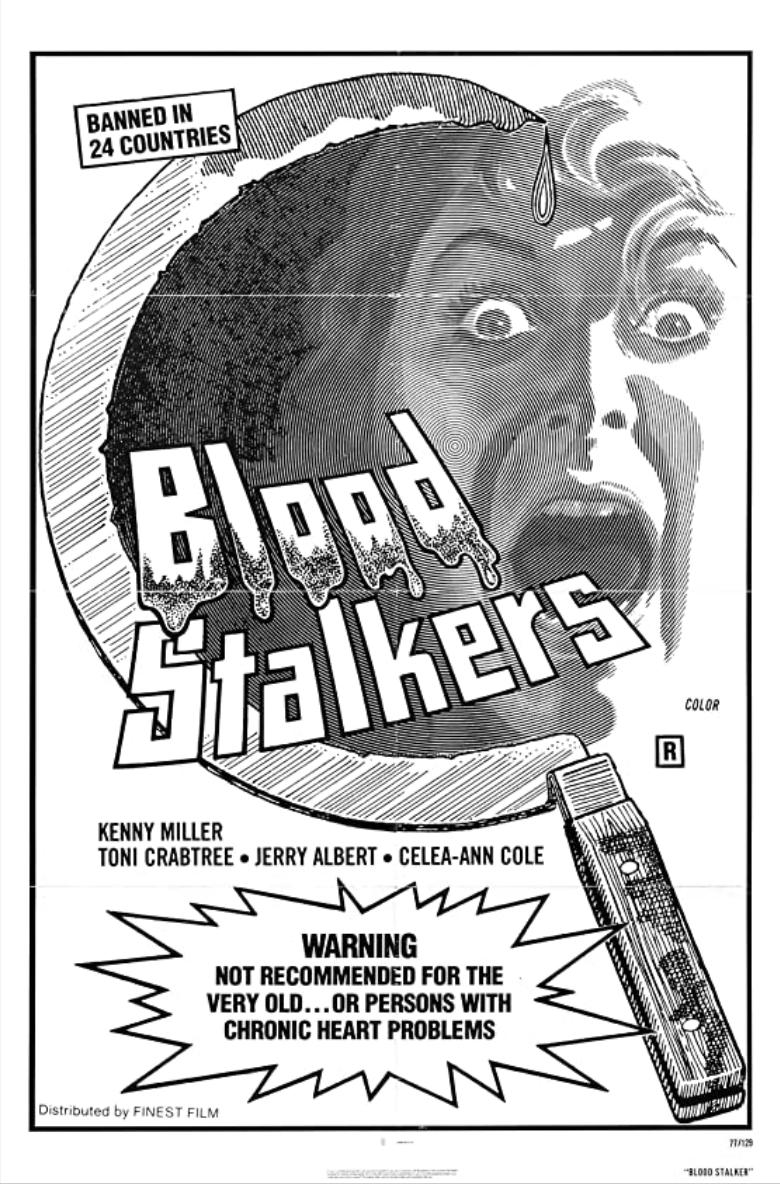 BANNED IN
24 COUNTRIES
Blood
Stalkers
COLOR
R
KENNY MILLER
TONI CRABTREE • JERRY ALBERT • CELEA-ANN COLE
WARNING
NOT RECOMMENDED FOR THE
VERY OLD...OR PERSONS WITH
CHRONIC HEART PROBLEMS
Distributed by FINEST FILM
77/129
"BLOOD STALKER"